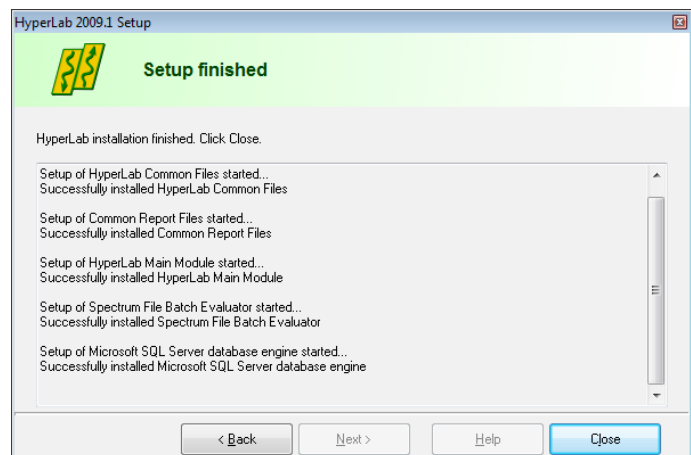 HyperLab 2009.1 Setup
Setup finished
HyperLab installation finished. Click Close.
Setup of HyperLab Common Files started...
Successfully installed HyperLab Common Files
Setup of Common Report Files started...
Successfully installed Common Report Files
Setup of HyperLab Main Module started...
Successfully installed HyperLab Main Module
Setup of Spectrum File Batch Evaluator started...
Successfully installed Spectrum File Batch Evaluator
Setup of Microsoft SQL Server database engine started...
Successfully installed Microsoft SQL Server database engine
< Back Next > Help Close